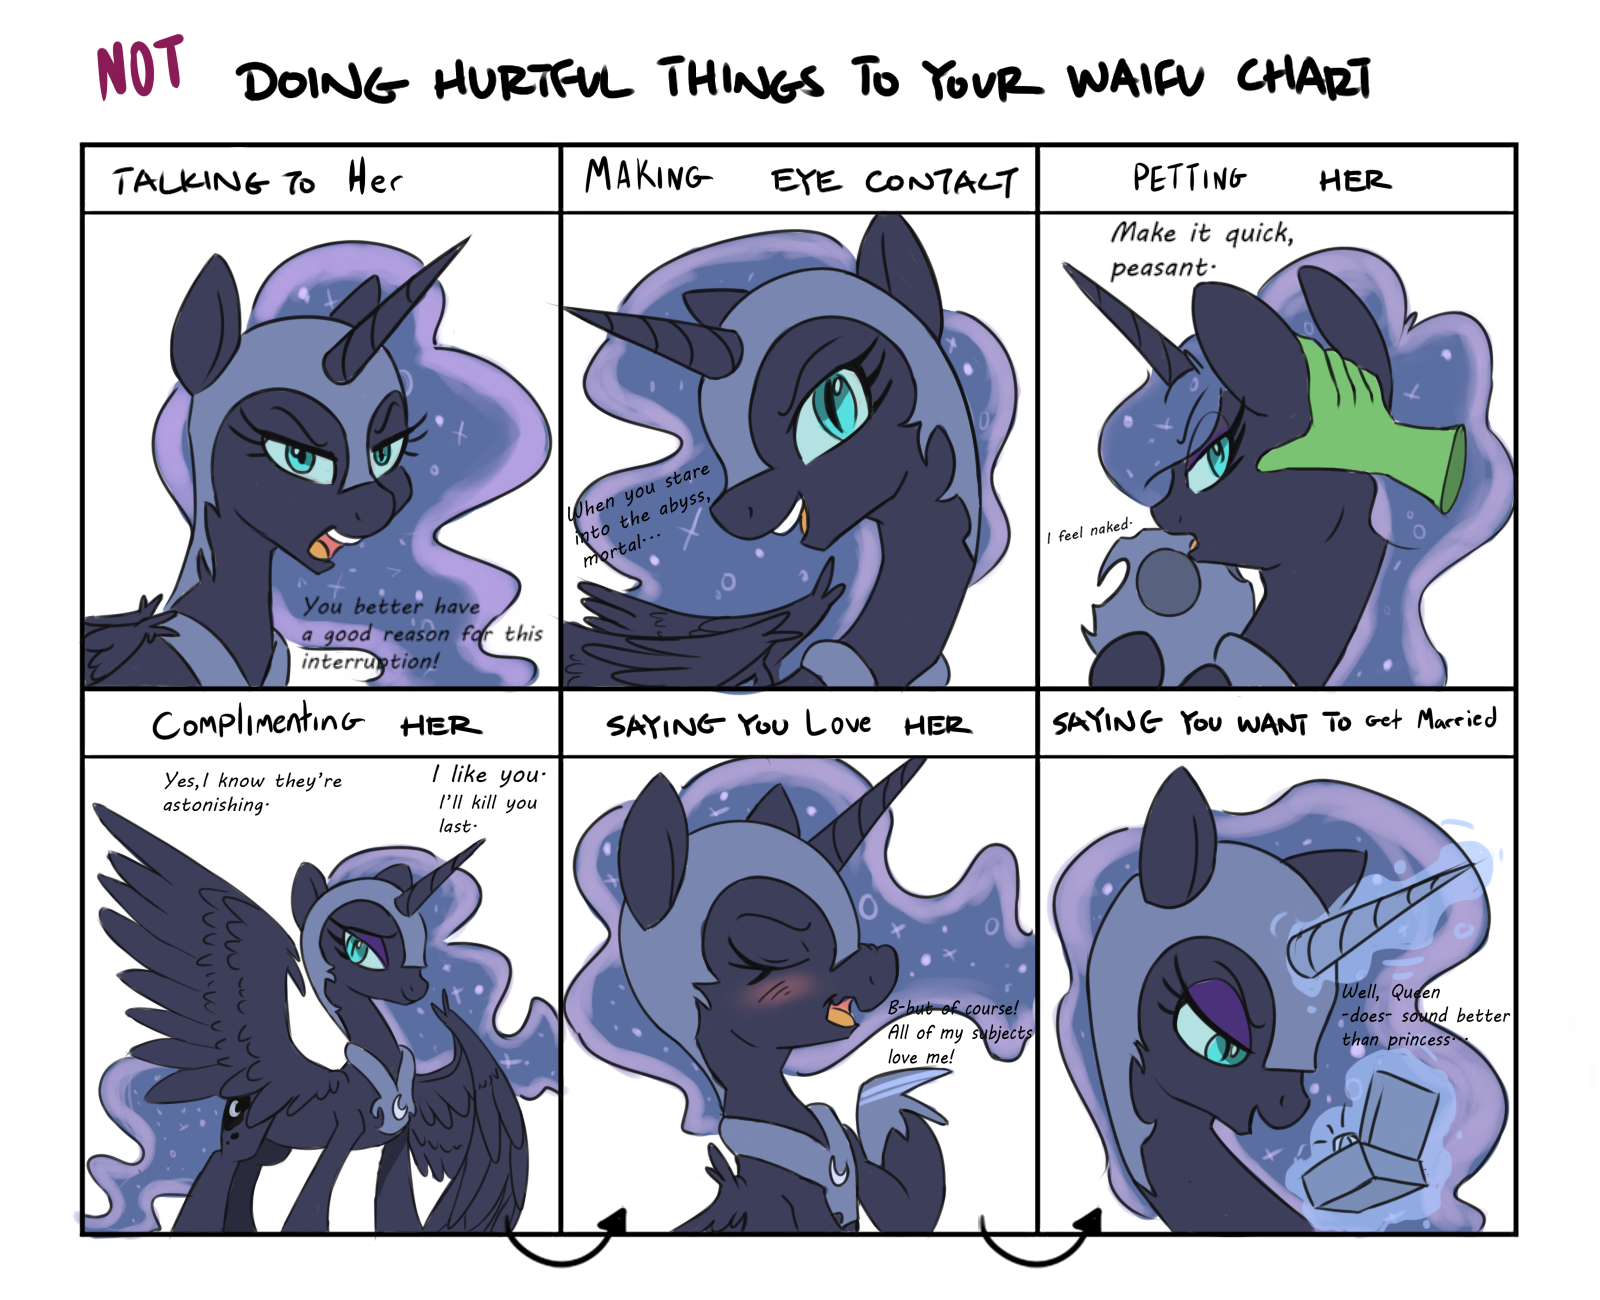 NOT DOING HURTFUL THINGS TO YOUR WAIFU CHART
TALKING TO Her
You better have
a good reason for this
interruption!
MAKING EYE CONTACT
When you stare
into the abyss,
mortal...
PETTING HER
Make it quick,
peasant.
I feel naked.
COMPLIMENTING HER
Yes, I know they're
astonishing.
I like you.
I'll kill you
last.
SAYING YOU Love HER
B-but of course!
All of my subjects
love me!
SAYING YOU WANT TO Get Married
Well, Queen
-does- sound better
than princess...